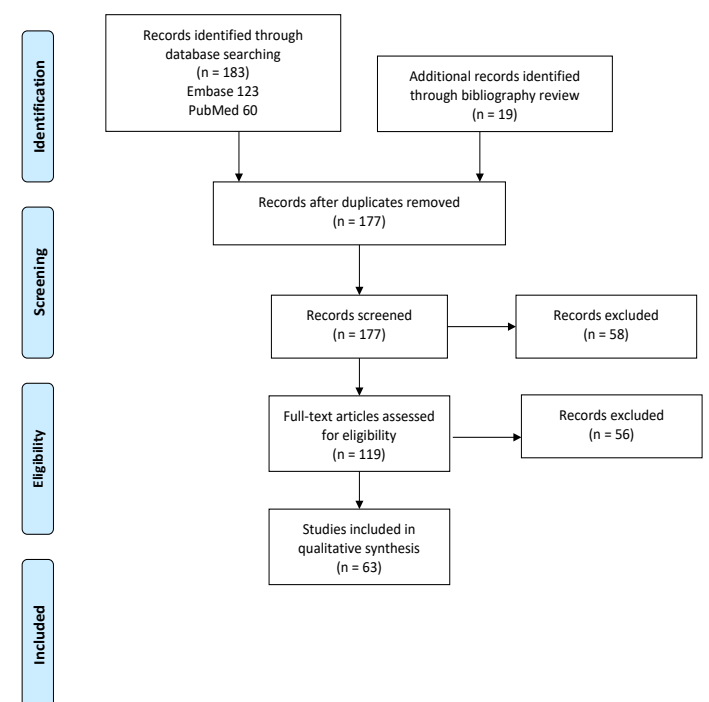 Identification
Records identified through
database searching
(n = 183)
Embase 123
PubMed 60
Additional records identified
through bibliography review
(n = 19)
Records after duplicates removed
(n = 177)
Screening
Records screened
(n = 177)
Records excluded
(n = 58)
Eligibility
Full-text articles assessed
for eligibility
(n = 119)
Records excluded
(n = 56)
Studies included in
qualitative synthesis
(n = 63)
Included